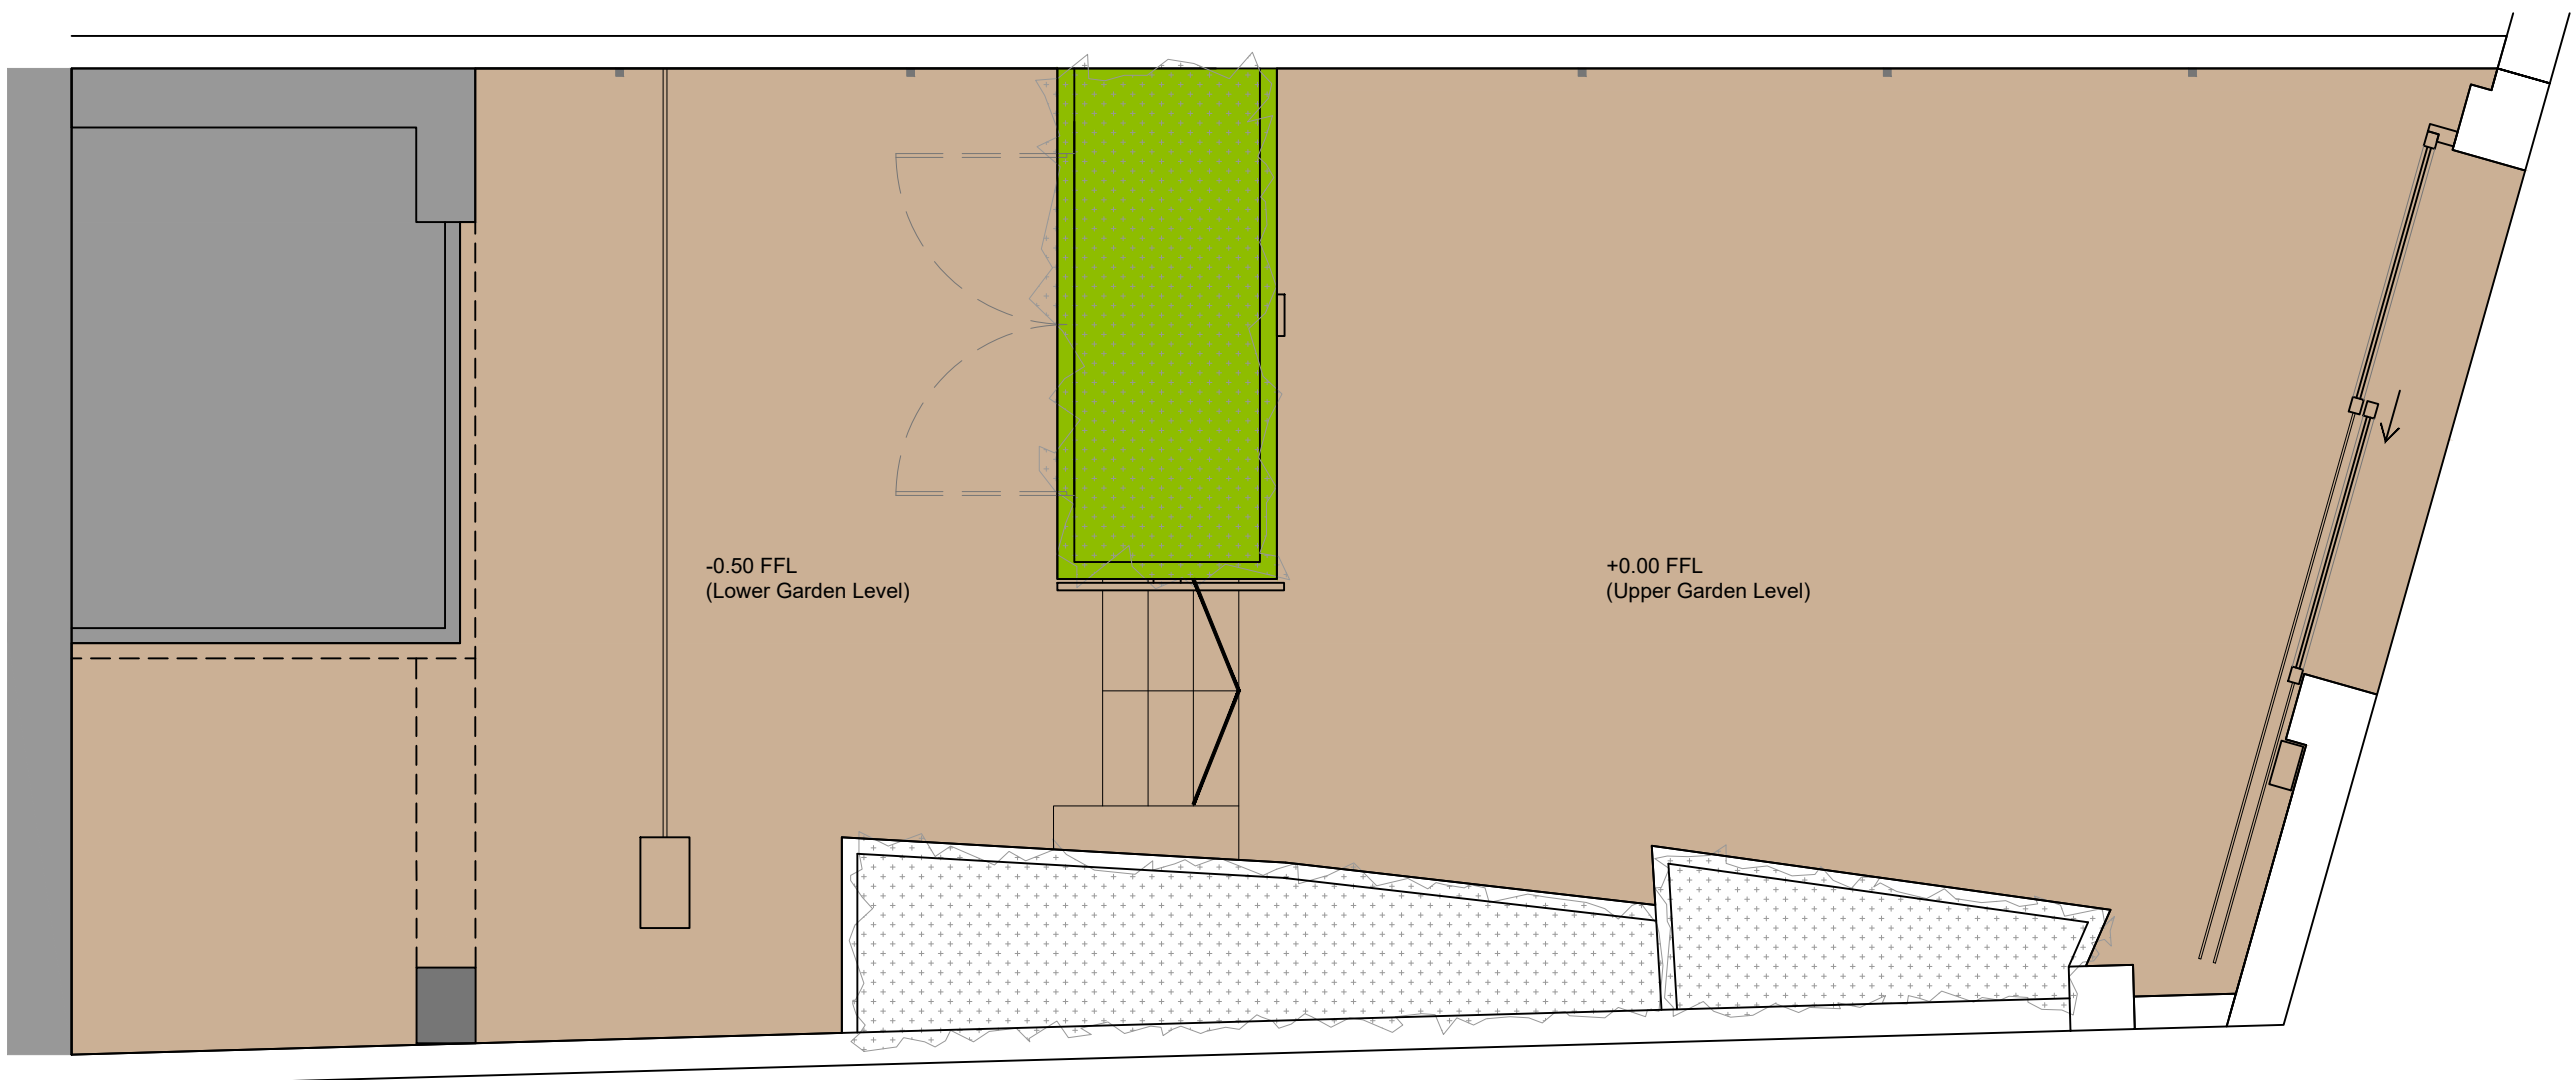 -0.50 FFL
(Lower Garden Level)
+0.00 FFL
(Upper Garden Level)